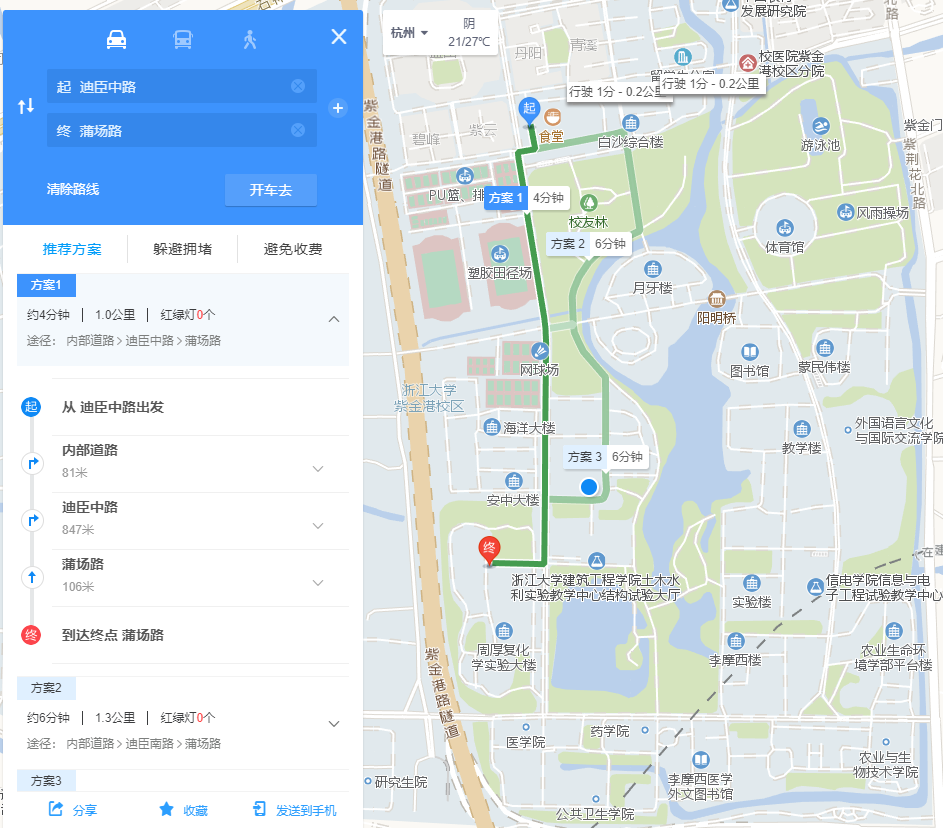 起 迪臣中路
终 蒲场路
清除路线
开车去
推荐方案
躲避拥堵
避免收费
方案1
约4分钟 | 1.0公里 | 红绿灯0个
途径： 内部道路 > 迪臣中路 > 蒲场路
起 从 迪臣中路出发
内部道路
81米
迪臣中路
847米
蒲场路
106米
终 到达终点 蒲场路
方案2
约6分钟 | 1.3公里 | 红绿灯0个
途径： 内部道路 > 迪臣南路 > 蒲场路
方案3
分享
收藏
发送到手机
杭州
阴
21/27℃
丹阳
青溪
发展研究院
校医院紫金
港校区分院
行驶 1分 - 0.2公里
行驶 1分 - 0.2公里
紫金港路隧道
碧峰
紫云
起
食堂
白沙综合楼
游泳池
紫金门
紫荆花北路
PU篮、排
方案 1 4分钟
校友林
风雨操场
方案 2 6分钟
体育馆
塑胶田径场
月牙楼
阳明桥
网球场
图书馆
蒙民伟楼
浙江大学
紫金港校区
海洋大楼
外国语言文化
与国际交流学院
教学楼
方案 3 6分钟
安中大楼
终
浙江大学建筑工程学院土木水
利实验教学中心结构试验大厅
实验楼
信电学院信息与电
子工程试验教学中心
在建
周厚复化
学实验大楼
李摩西楼
农业生命环
境学部平台楼
紫金港路隧道
医学院
药学院
农业与生
物技术学院
研究生院
李摩西医学
外文图书馆
公共卫生学院